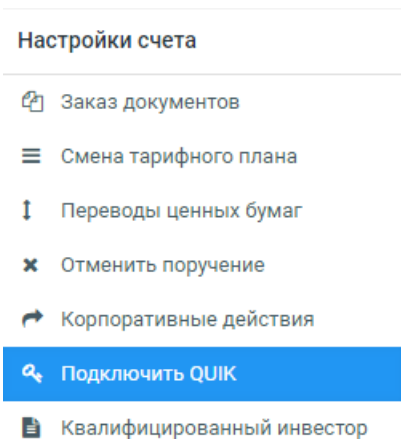 Настройки счета
Заказ документов
Смена тарифного плана
Переводы ценных бумаг
Отменить поручение
Корпоративные действия
Подключить QUIK
Квалифицированный инвестор